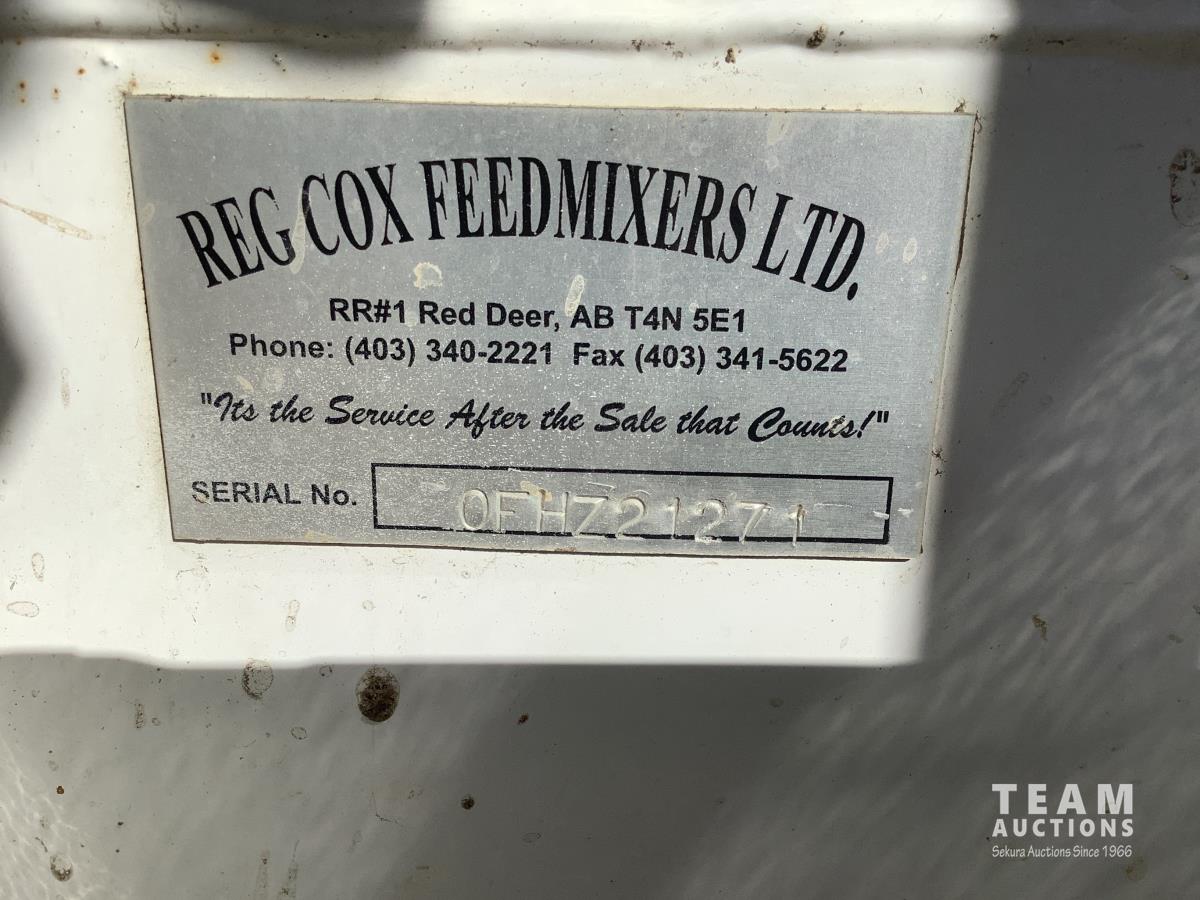 REG COX FEEDMIXERS LTD.
RR#1 Red Deer, AB T4N 5E1
Phone: (403) 340-2221 Fax (403) 341-5622
"Its the Service After the Sale that Counts!"
SERIAL No. 0FHZ21271
TEAM
AUCTIONS
Sekura Auctions Since 1966